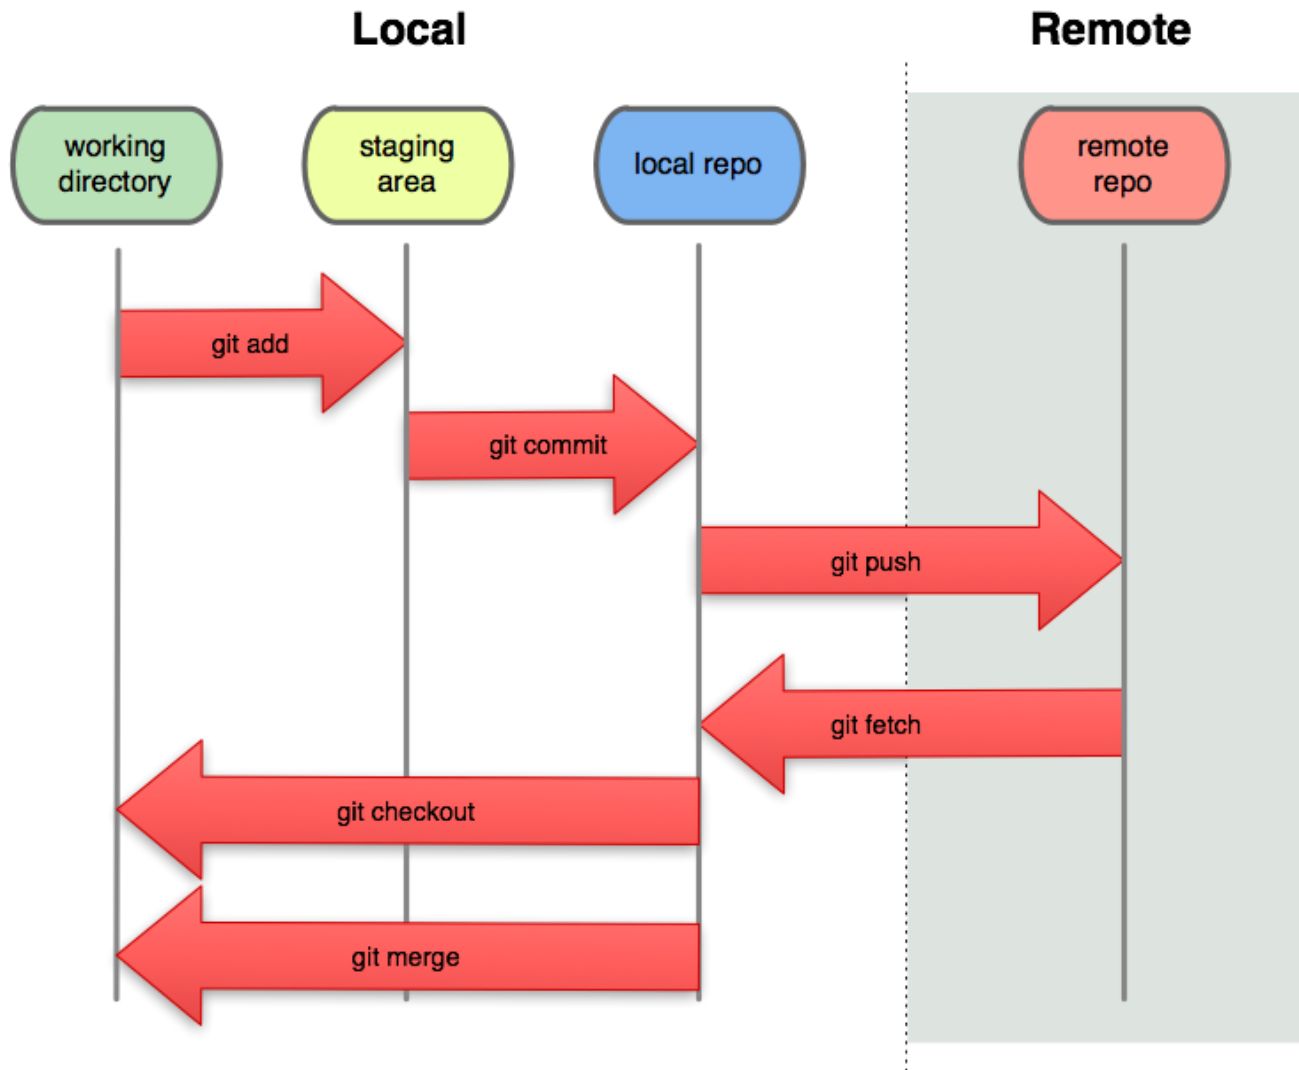 Local
Remote
working
directory
staging
area
local repo
remote
repo
git add
git commit
git push
git fetch
git checkout
git merge